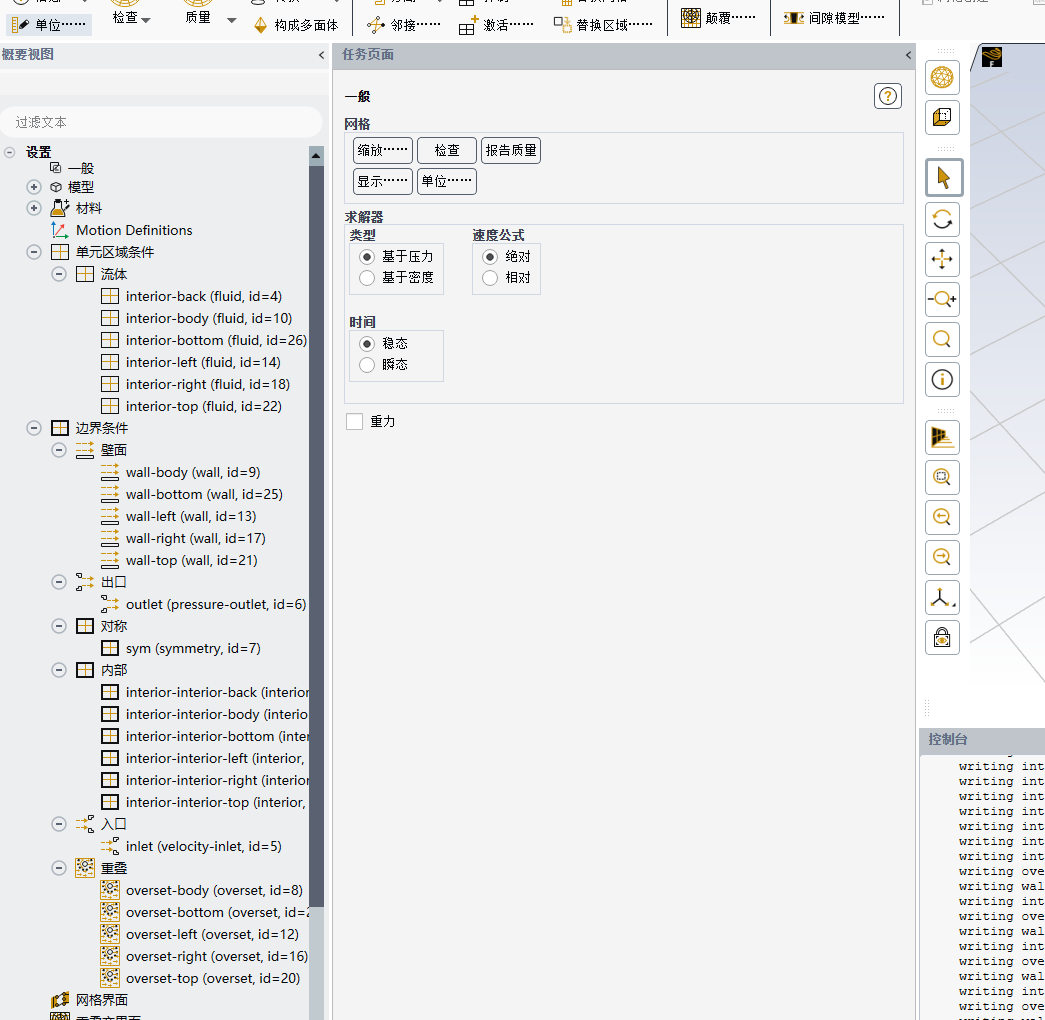 单位……
检查
质量
构成多面体
邻接……
激活……
替换区域……
颠覆……
间隙模型……
概要视图
过滤文本
设置
一般
模型
材料
Motion Definitions
单元区域条件
流体
interior-back (fluid, id=4)
interior-body (fluid, id=10)
interior-bottom (fluid, id=26)
interior-left (fluid, id=14)
interior-right (fluid, id=18)
interior-top (fluid, id=22)
边界条件
壁面
wall-body (wall, id=9)
wall-bottom (wall, id=25)
wall-left (wall, id=13)
wall-right (wall, id=17)
wall-top (wall, id=21)
出口
outlet (pressure-outlet, id=6)
对称
sym (symmetry, id=7)
内部
interior-interior-back (interior
interior-interior-body (interio
interior-interior-bottom (inter
interior-interior-left (interior,
interior-interior-right (interior
interior-interior-top (interior,
入口
inlet (velocity-inlet, id=5)
重叠
overset-body (overset, id=8)
overset-bottom (overset, id=2
overset-left (overset, id=12)
overset-right (overset, id=16)
overset-top (overset, id=20)
网格界面
任务页面
一般
网格
缩放…… 检查 报告质量
显示…… 单位……
求解器
类型 速度公式
基于压力 绝对
基于密度 相对
时间
稳态
瞬态
重力
控制台
writing int
writing int
writing int
writing int
writing int
writing int
writing int
writing ove
writing wal
writing int
writing ove
writing wal
writing int
writing ove
writing wal
writing int
writing ove